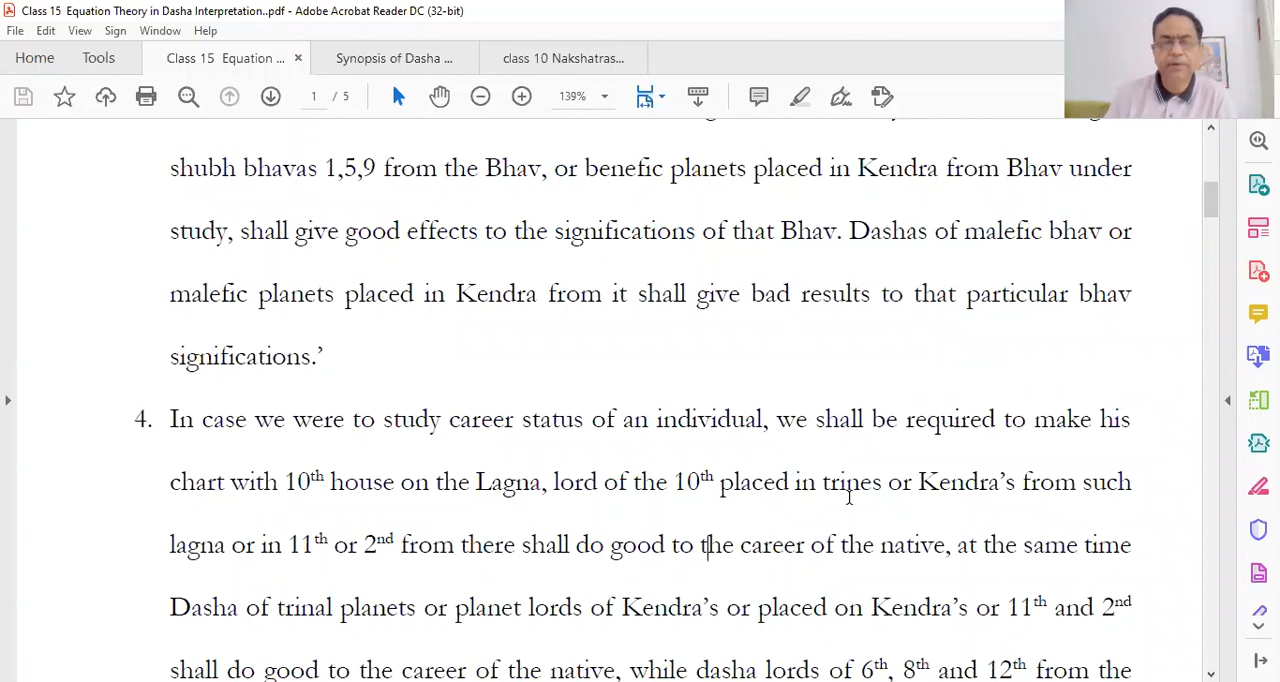 Class 15 Equation Theory in Dasha Interpretation..pdf - Adobe Acrobat Reader DC (32-bit)
File Edit View Sign Window Help
Home Tools Class 15 Equation ... × Synopsis of Dasha ... class 10 Nakshatras...
1 / 5 139%
shubh bhavas 1,5,9 from the Bhav, or benefic planets placed in Kendra from Bhav under
study, shall give good effects to the significations of that Bhav. Dashas of malefic bhav or
malefic planets placed in Kendra from it shall give bad results to that particular bhav
significations.’
4. In case we were to study career status of an individual, we shall be required to make his
chart with 10th house on the Lagna, lord of the 10th placed in trines or Kendra’s from such
lagna or in 11th or 2nd from there shall do good to the career of the native, at the same time
Dasha of trinal planets or planet lords of Kendra’s or placed on Kendra’s or 11th and 2nd
shall do good to the career of the native, while dasha lords of 6th, 8th and 12th from the